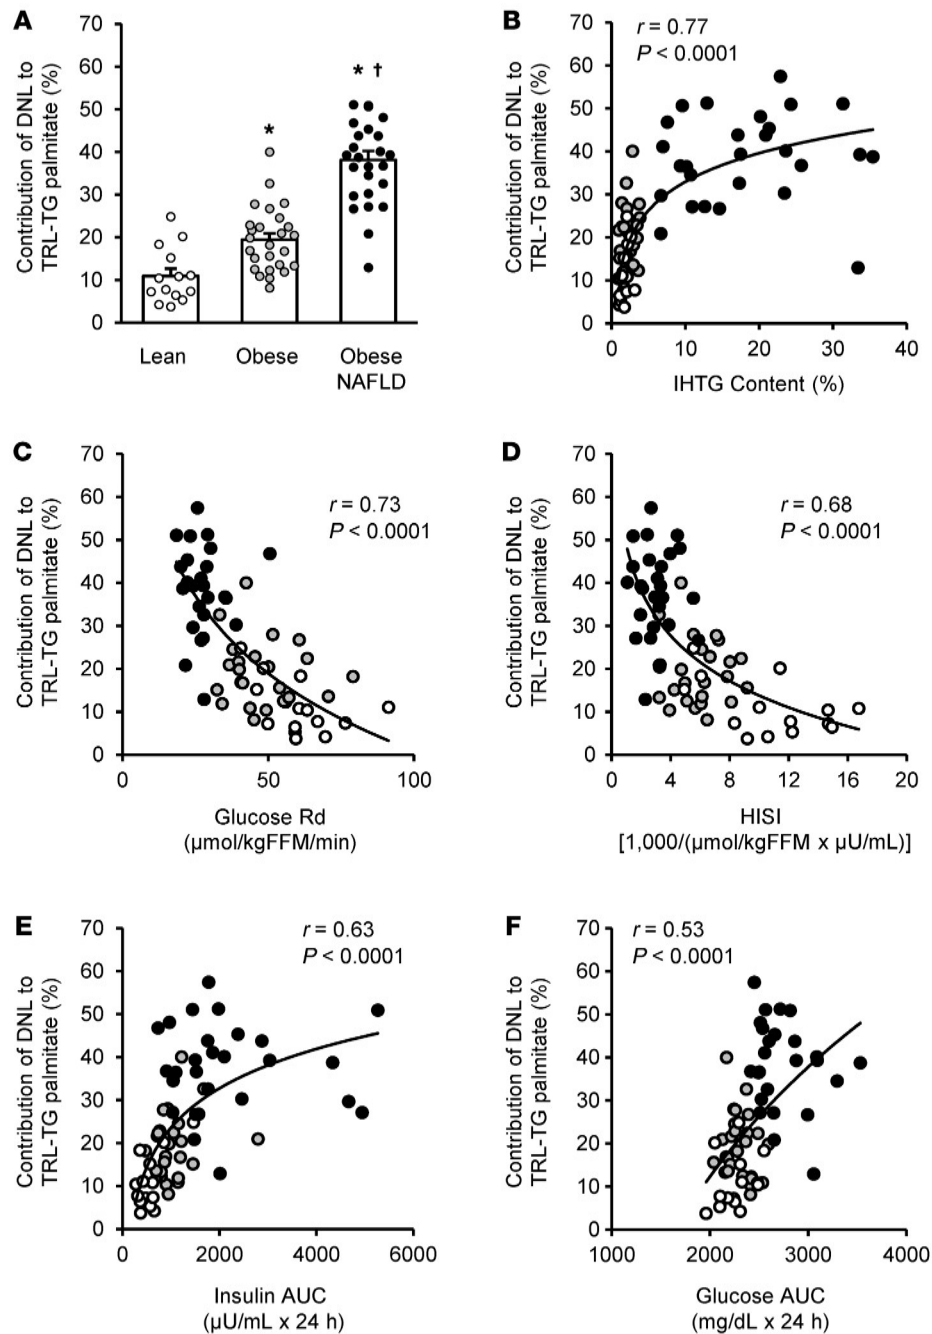 A
Contribution of DNL to
TRL-TG palmitate (%)
70
60
50
40
30
20
10
0
*
* †
Lean
Obese
Obese
NAFLD
B
Contribution of DNL to
TRL-TG palmitate (%)
r = 0.77
P < 0.0001
70
60
50
40
30
20
10
0
0 10 20 30 40
IHTG Content (%)
C
Contribution of DNL to
TRL-TG palmitate (%)
r = 0.73
P < 0.0001
70
60
50
40
30
20
10
0
0 50 100
Glucose Rd
(µmol/kgFFM/min)
D
Contribution of DNL to
TRL-TG palmitate (%)
r = 0.68
P < 0.0001
70
60
50
40
30
20
10
0
0 4 8 12 16 20
HISI
[1,000/(µmol/kgFFM x µU/mL)]
E
Contribution of DNL to
TRL-TG palmitate (%)
r = 0.63
P < 0.0001
70
60
50
40
30
20
10
0
0 2000 4000 6000
Insulin AUC
(µU/mL x 24 h)
F
Contribution of DNL to
TRL-TG palmitate (%)
r = 0.53
P < 0.0001
70
60
50
40
30
20
10
0
1000 2000 3000 4000
Glucose AUC
(mg/dL x 24 h)